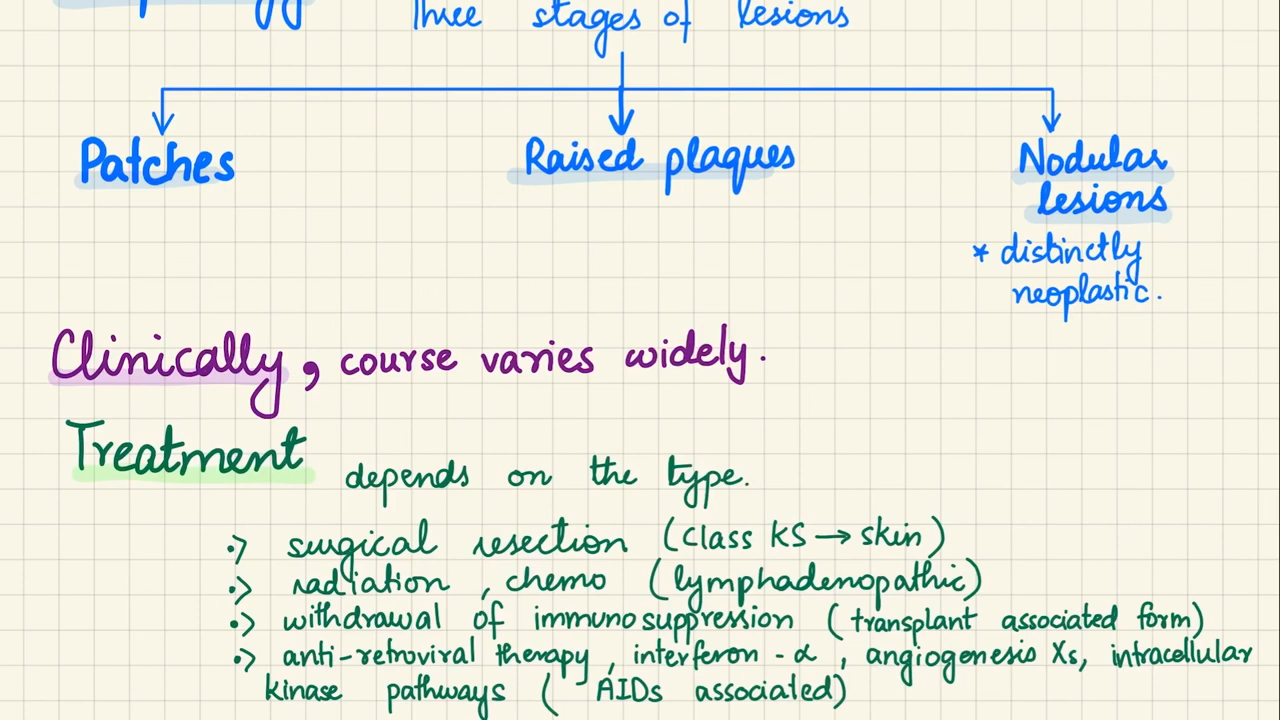 Three stages of lesions
Patches
Raised plaques
Nodular
lesions
* distinctly
neoplastic.
Clinically, course varies widely.
Treatment depends on the type.
•> surgical resection (class KS → skin)
•> radiation, chemo (lymphadenopathic)
•> withdrawal of immunosuppression (transplant associated form)
•> anti-retroviral therapy, interferon - α, angiogenesis Xs, intracellular
kinase pathways (AIDs associated)